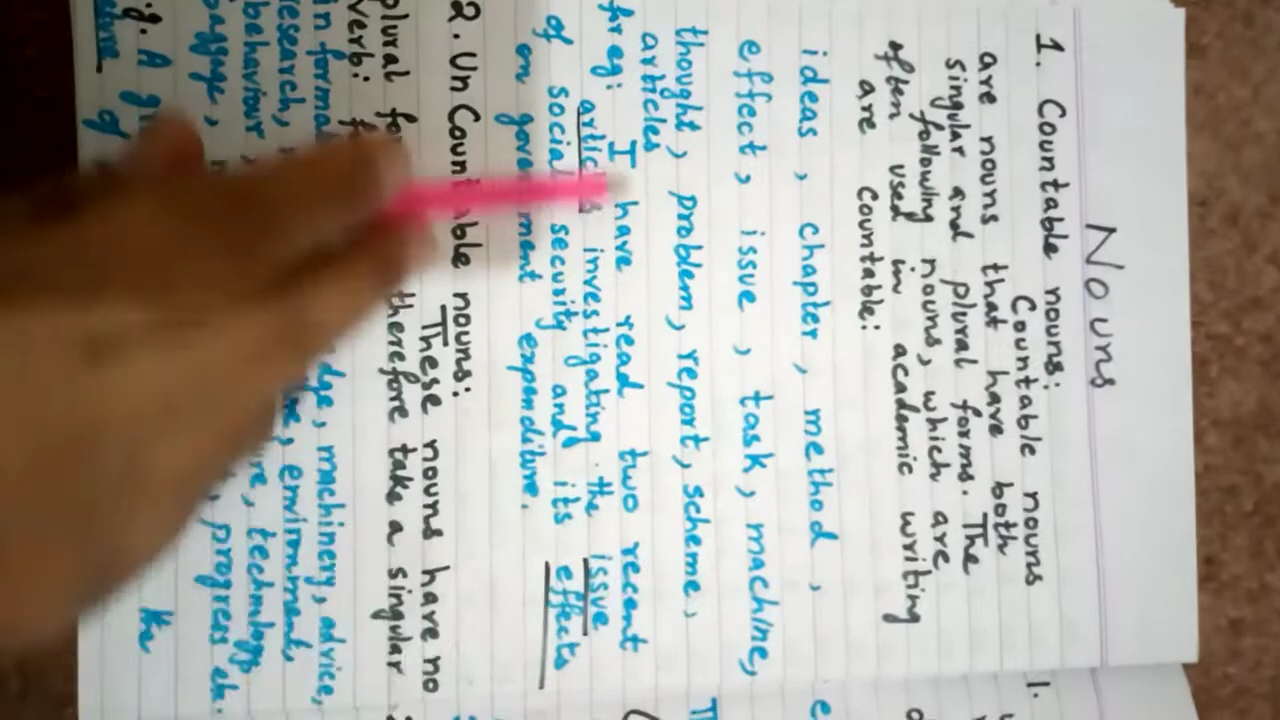 Nouns
1. Countable nouns:
Countable nouns
are nouns that have both
singular and plural forms. The
following nouns, which are
often used in academic writing
are countable:
ideas, chapter, method,
effect, issue, task, machine,
thought, problem, report, scheme,
articles
for eg: I have read two recent
investigating the issue
of social security and its effects
on expenditure.
2. UnCountable nouns:
These nouns have no
plural therefore take a singular
verb:
machinery, advice,
research, environment,
behaviour, technology
progress etc.
g. A the
of
1.